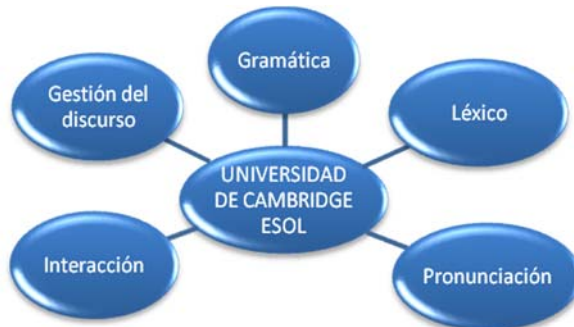 Gramática
Gestión del
discurso
Léxico
UNIVERSIDAD
DE CAMBRIDGE
ESOL
Interacción
Pronunciación